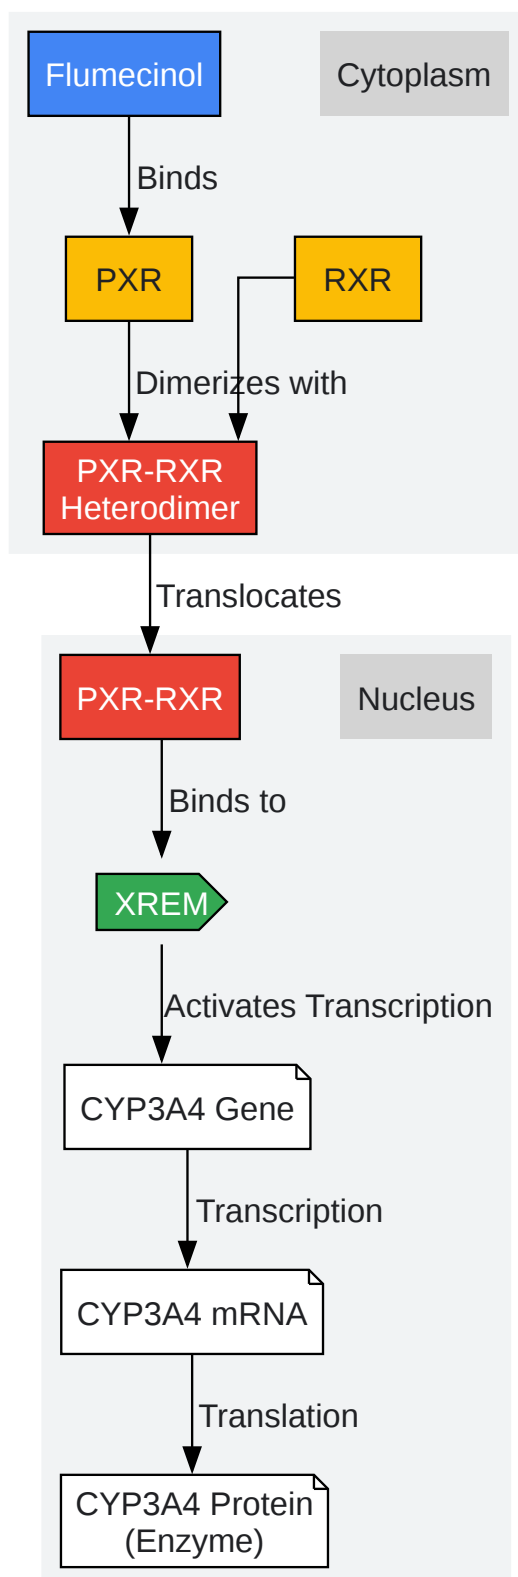 Flumecinol
Cytoplasm
Binds
PXR
RXR
Dimerizes with
PXR-RXR
Heterodimer
Translocates
PXR-RXR
Nucleus
Binds to
XREM
Activates Transcription
CYP3A4 Gene
Transcription
CYP3A4 mRNA
Translation
CYP3A4 Protein
(Enzyme)